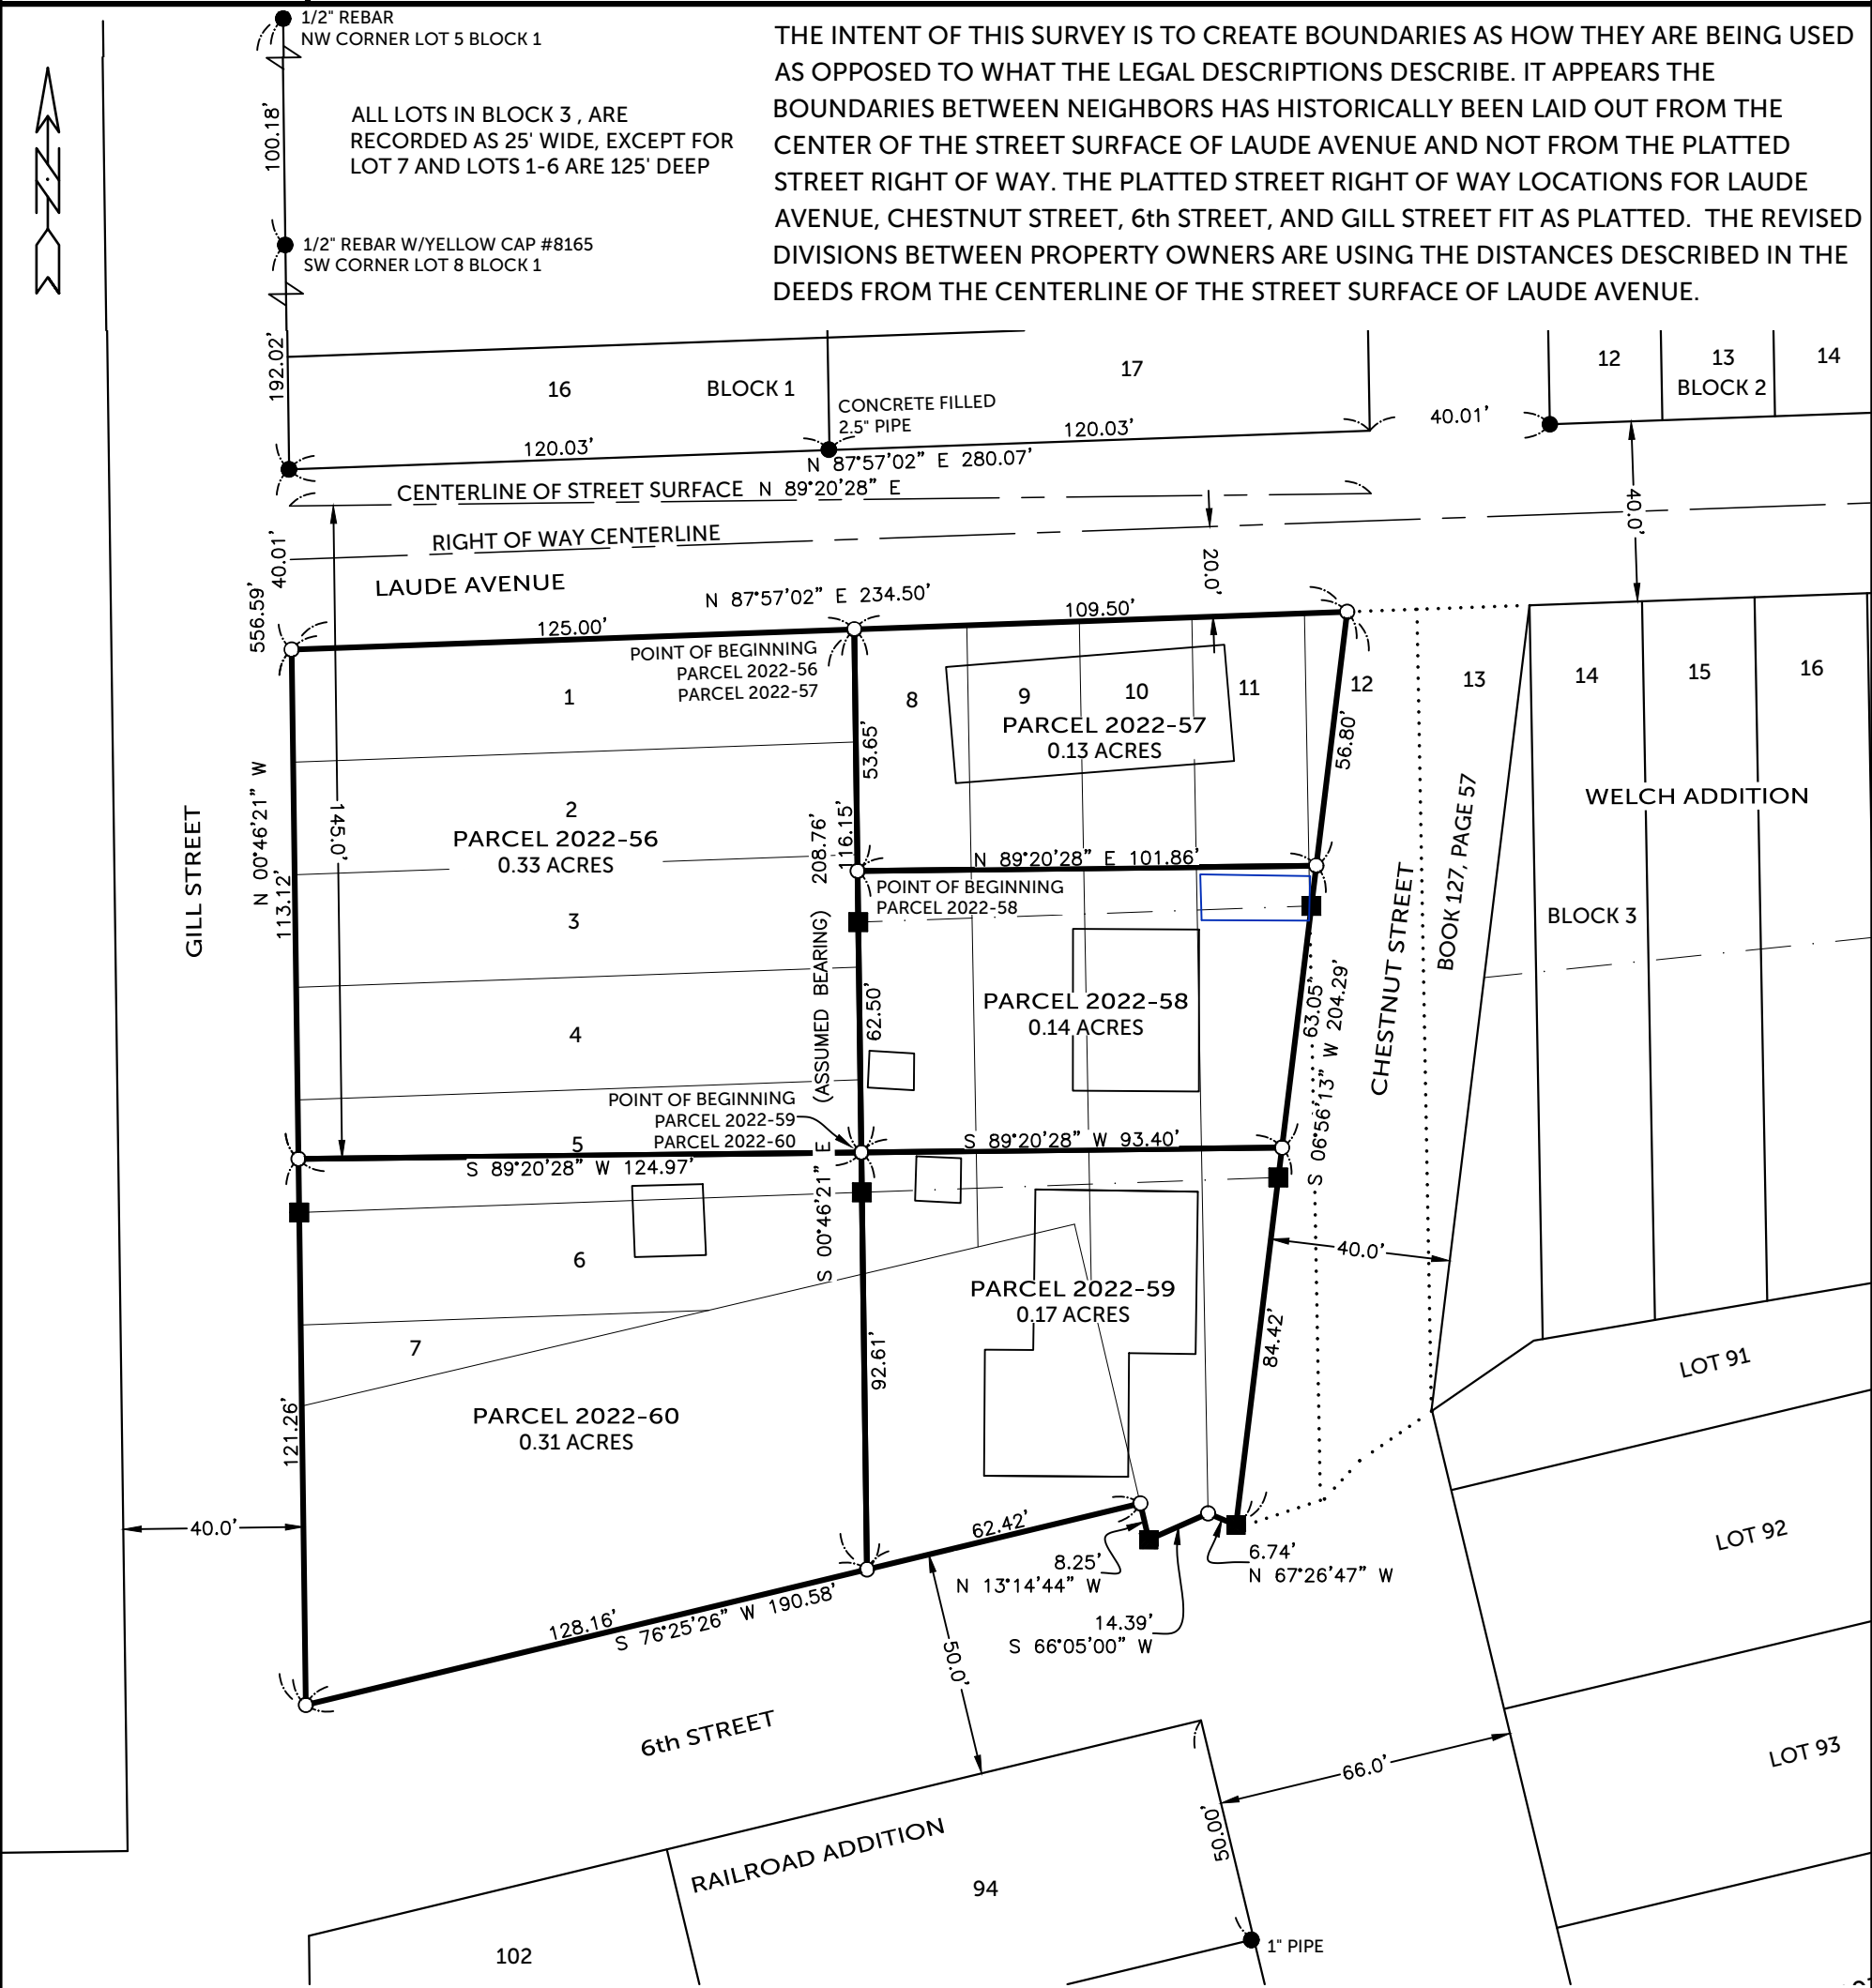 1/2" REBAR
NW CORNER LOT 5 BLOCK 1
THE INTENT OF THIS SURVEY IS TO CREATE BOUNDARIES AS HOW THEY ARE BEING USED
AS OPPOSED TO WHAT THE LEGAL DESCRIPTIONS DESCRIBE. IT APPEARS THE
BOUNDARIES BETWEEN NEIGHBORS HAS HISTORICALLY BEEN LAID OUT FROM THE
CENTER OF THE STREET SURFACE OF LAUDE AVENUE AND NOT FROM THE PLATTED
STREET RIGHT OF WAY. THE PLATTED STREET RIGHT OF WAY LOCATIONS FOR LAUDE
AVENUE, CHESTNUT STREET, 6th STREET, AND GILL STREET FIT AS PLATTED. THE REVISED
DIVISIONS BETWEEN PROPERTY OWNERS ARE USING THE DISTANCES DESCRIBED IN THE
DEEDS FROM THE CENTERLINE OF THE STREET SURFACE OF LAUDE AVENUE.
N
100.18'
ALL LOTS IN BLOCK 3 , ARE
RECORDED AS 25' WIDE, EXCEPT FOR
LOT 7 AND LOTS 1-6 ARE 125' DEEP
1/2" REBAR W/YELLOW CAP #8165
SW CORNER LOT 8 BLOCK 1
192.02'
16
BLOCK 1
17
12
13
14
BLOCK 2
CONCRETE FILLED
2.5" PIPE
120.03'
120.03'
40.01'
N 87°57'02" E 280.07'
CENTERLINE OF STREET SURFACE N 89°20'28" E
40.0'
RIGHT OF WAY CENTERLINE
40.01'
556.59'
LAUDE AVENUE
20.0'
N 87°57'02" E 234.50'
125.00'
109.50'
POINT OF BEGINNING
PARCEL 2022-56
PARCEL 2022-57
1
8
9
10
11
12
13
14
15
16
PARCEL 2022-57
0.13 ACRES
53.65'
56.80'
WELCH ADDITION
GILL STREET
N 00°46'21" W
113.12'
145.0'
2
PARCEL 2022-56
0.33 ACRES
208.76'
116.15'
N 89°20'28" E 101.86'
POINT OF BEGINNING
PARCEL 2022-58
BOOK 127, PAGE 57
CHESTNUT STREET
BLOCK 3
3
(ASSUMED BEARING)
S 00°46'21" E
62.50'
PARCEL 2022-58
0.14 ACRES
63.05'
S 06°56'13" W 204.29'
4
POINT OF BEGINNING
PARCEL 2022-59
PARCEL 2022-60
5
S 89°20'28" W 124.97'
S 89°20'28" W 93.40'
6
40.0'
PARCEL 2022-59
0.17 ACRES
7
92.61'
84.42'
LOT 91
PARCEL 2022-60
0.31 ACRES
121.26'
40.0'
62.42'
8.25'
N 13°14'44" W
6.74'
N 67°26'47" W
14.39'
S 66°05'00" W
128.16'
S 76°25'26" W 190.58'
LOT 92
50.0'
6th STREET
66.0'
LOT 93
50.00'
RAILROAD ADDITION
94
102
1" PIPE